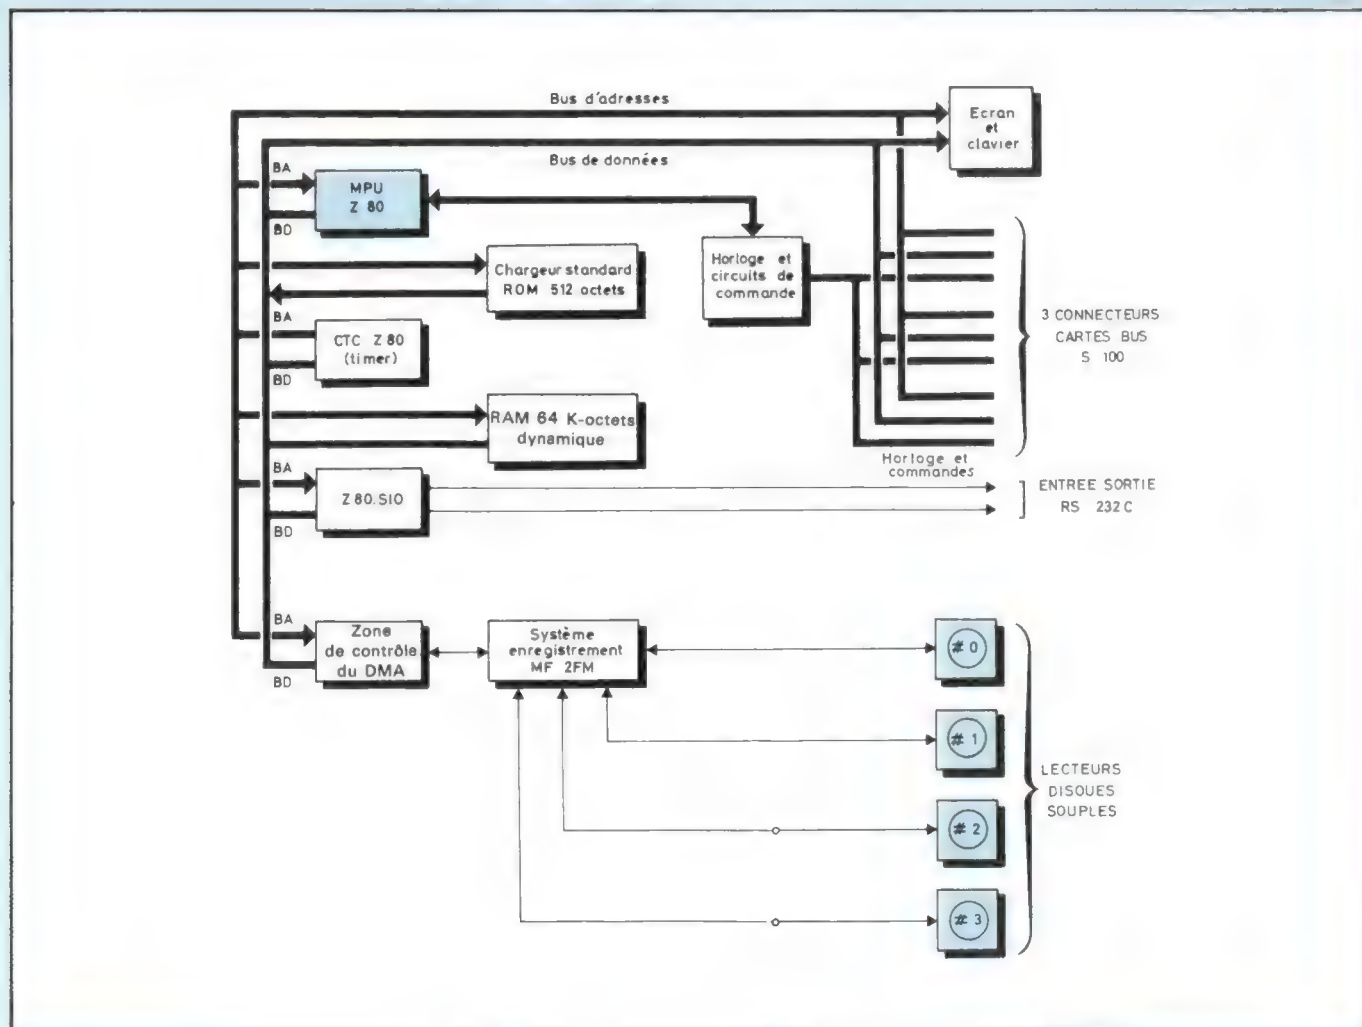 Bus d'adresses
Ecran
et
clavier
Bus de données
BA
MPU
Z 80
BD
Horloge et
circuits de
commande
Chargeur standard
ROM 512 octets
3 CONNECTEURS
CARTES BUS
S 100
BA
CTC Z 80
(timer)
BD
RAM 64 K-octets
dynamique
Horloge et
commandes
BA
Z 80.SIO
BD
ENTREE SORTIE
RS 232 C
BA
Zone
de contrôle
du DMA
BD
Système
enregistrement
MF 2FM
# 0
# 1
# 2
# 3
LECTEURS
DISQUES
SOUPLES